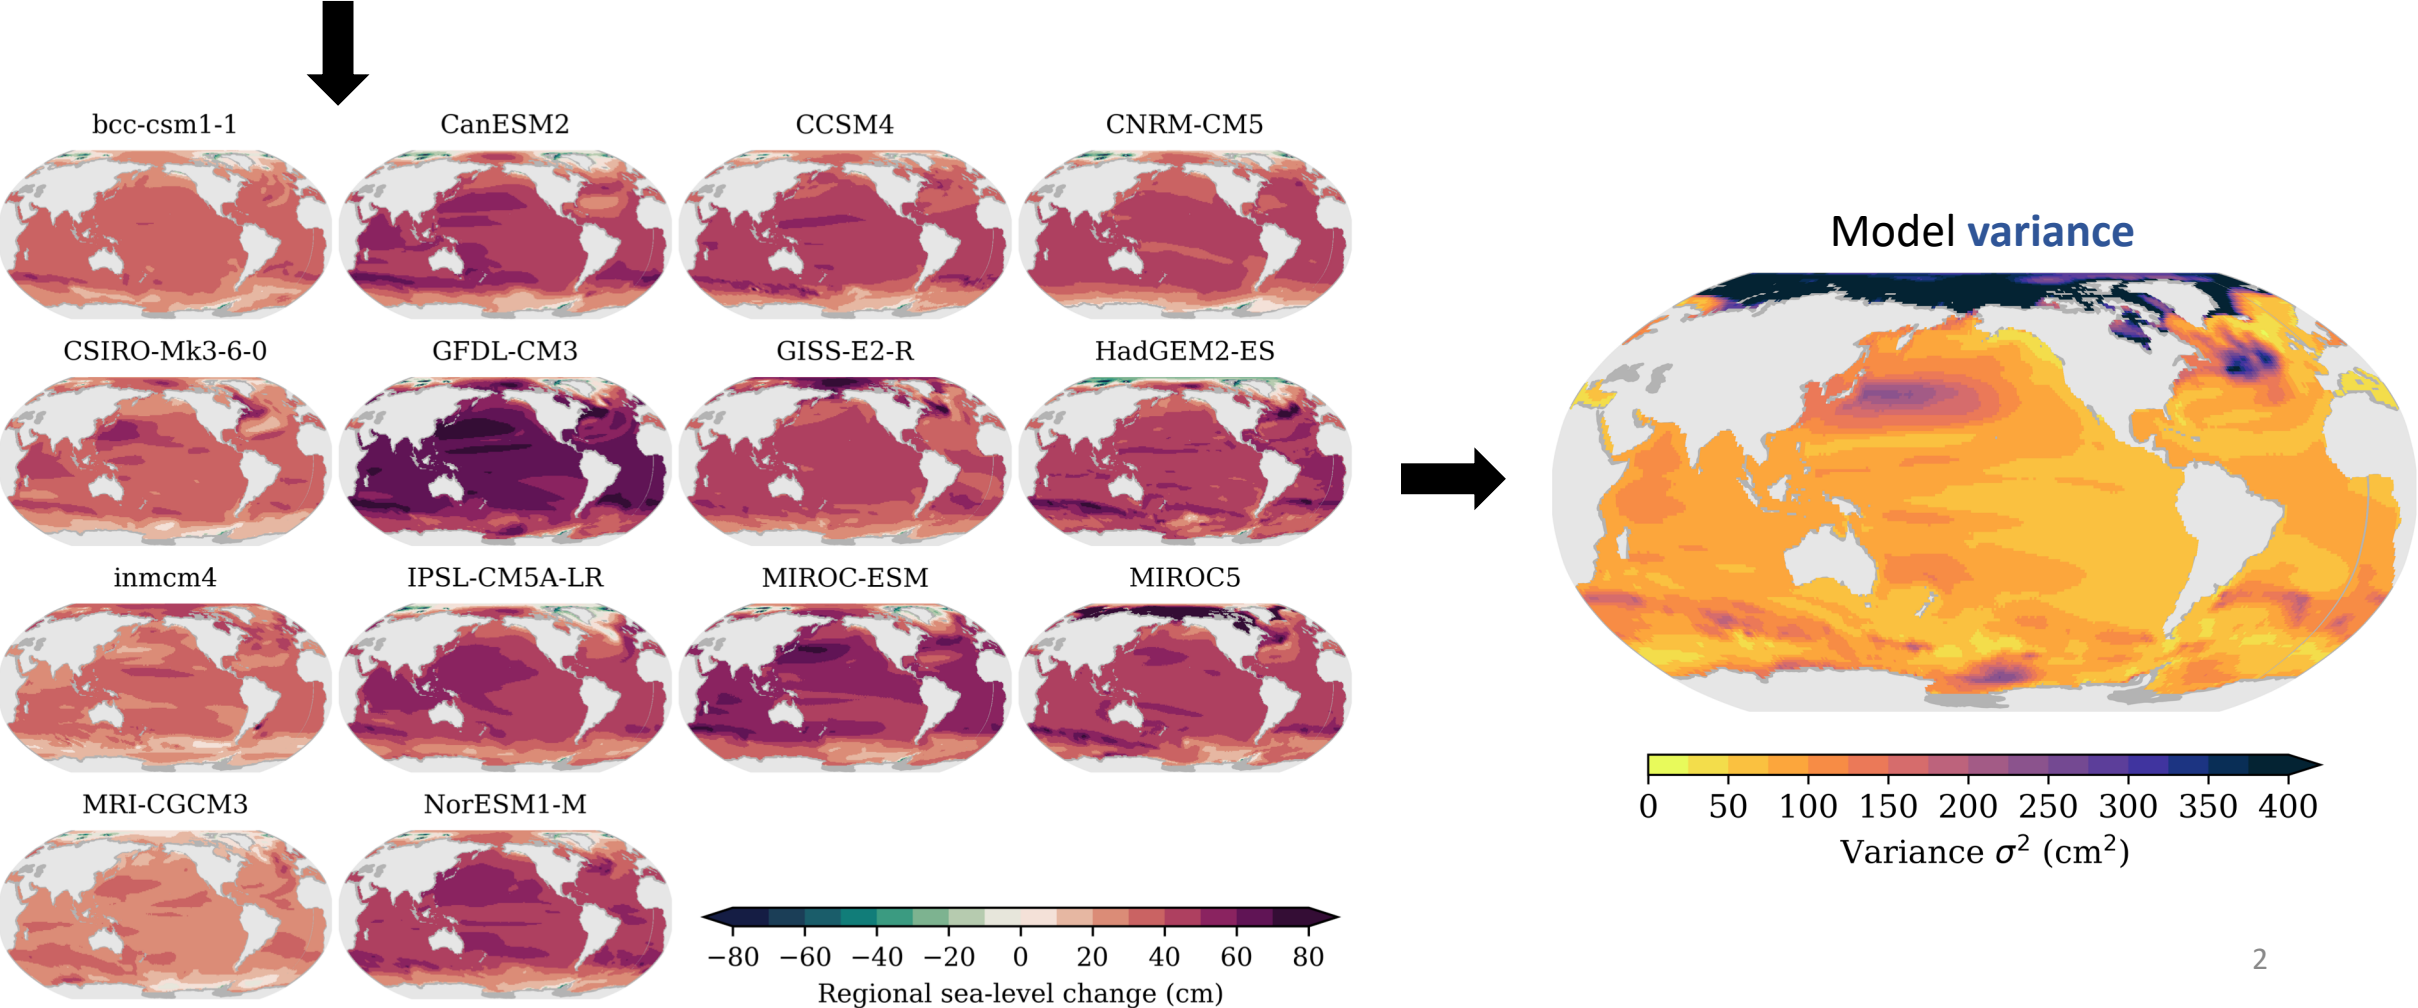 bcc-csm1-1
CanESM2
CCSM4
CNRM-CM5
CSIRO-Mk3-6-0
GFDL-CM3
GISS-E2-R
HadGEM2-ES
inmcm4
IPSL-CM5A-LR
MIROC-ESM
MIROC5
MRI-CGCM3
NorESM1-M
−80 −60 −40 −20 0 20 40 60 80
Regional sea-level change (cm)
Model variance
0 50 100 150 200 250 300 350 400
Variance σ² (cm²)
2